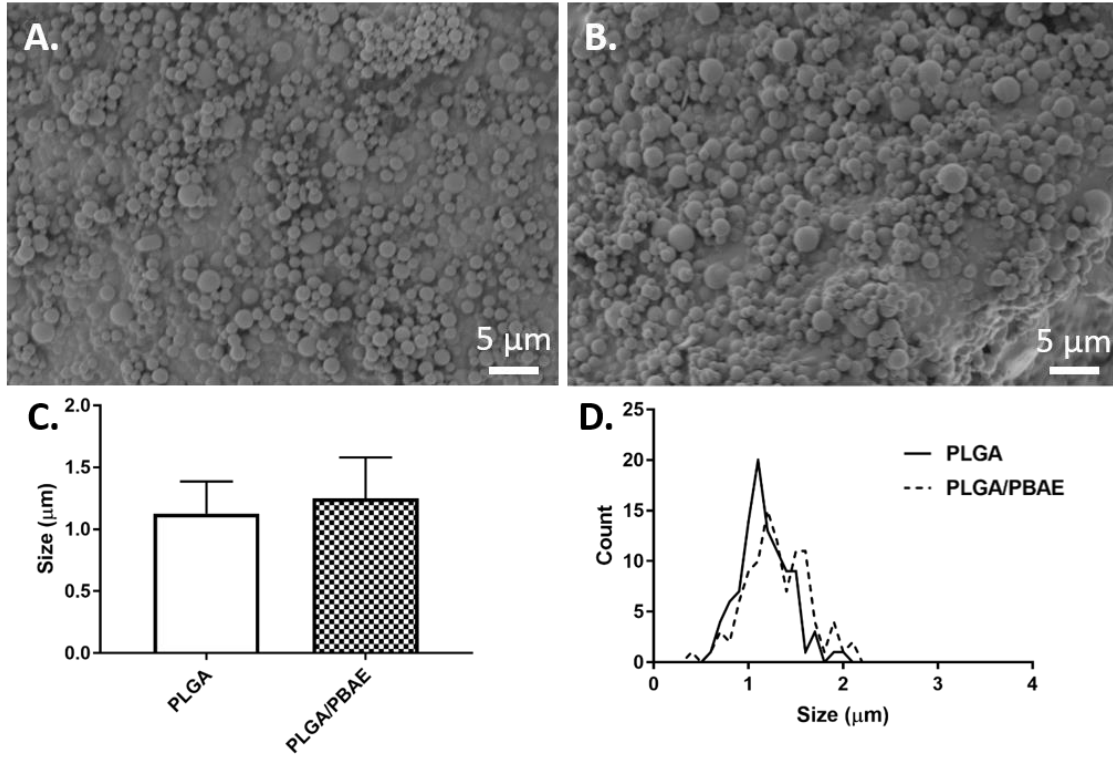 A.
5 μm
B.
5 μm
C.
Size (μm)
2.0
1.5
1.0
0.5
0.0
PLGA
PLGA/PBAE
D.
Count
25
20
15
10
5
0
0 1 2 3 4
Size (μm)
PLGA
PLGA/PBAE